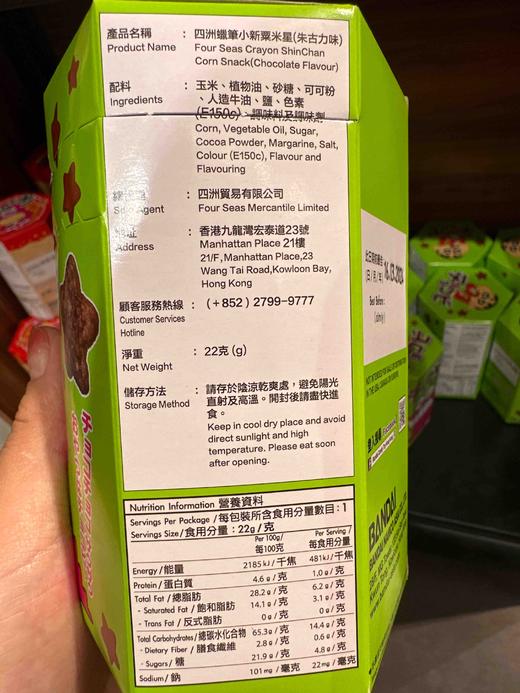 產品名稱 : 四洲蠟筆小新粟米星(朱古力味)
Product Name Four Seas Crayon ShinChan
Corn Snack(Chocolate Flavour)
配料 : 玉米、植物油、砂糖、可可粉
Ingredients 、人造牛油、鹽、色素
(E150c)、調味料及調味劑
Corn, Vegetable Oil, Sugar,
Cocoa Powder, Margarine, Salt,
Colour (E150c), Flavour and
Flavouring
: 四洲貿易有限公司
Agent Four Seas Mercantile Limited
地址 : 香港九龍灣宏泰道23號
Address Manhattan Place 21樓
21/F,Manhattan Place,23
Wang Tai Road,Kowloon Bay,
Hong Kong
顧客服務熱線 : (+852) 2799-9777
Customer Services
Hotline
淨重 : 22克 (g)
Net Weight
儲存方法 : 請存於陰涼乾爽處，避免陽光
Storage Method 直射及高溫。開封後請盡快進
食。
Keep in cool dry place and avoid
direct sunlight and high
temperature. Please eat soon
after opening.
Nutrition Information 營養資料
Servings Per Package /每包裝所含食用分量數目:1
Servings Size/食用分量:22g/克
Per 100g/ Per Serving /
每100克 每食用分量
Energy/能量 2185 kJ/千焦 481kJ/千焦
Protein/蛋白質 4.6 g/克 1.0 g/克
Total Fat /總脂肪 28.2 g/克 6.2 g/克
- Saturated Fat /飽和脂肪 14.1 g/克 3.1 g/克
- Trans Fat /反式脂肪 0 g/克 0 g/克
Total Carbohydrates/總碳水化合物 65.3g/克 14.4 g/克
- Dietary Fiber /膳食纖維 2.8 g/克 0.6 g/克
- Sugars/糖 21.9 g/克 4.8 g/克
Sodium/鈉 101 mg /毫克 22mg /毫克
Best Before:
BANDAI